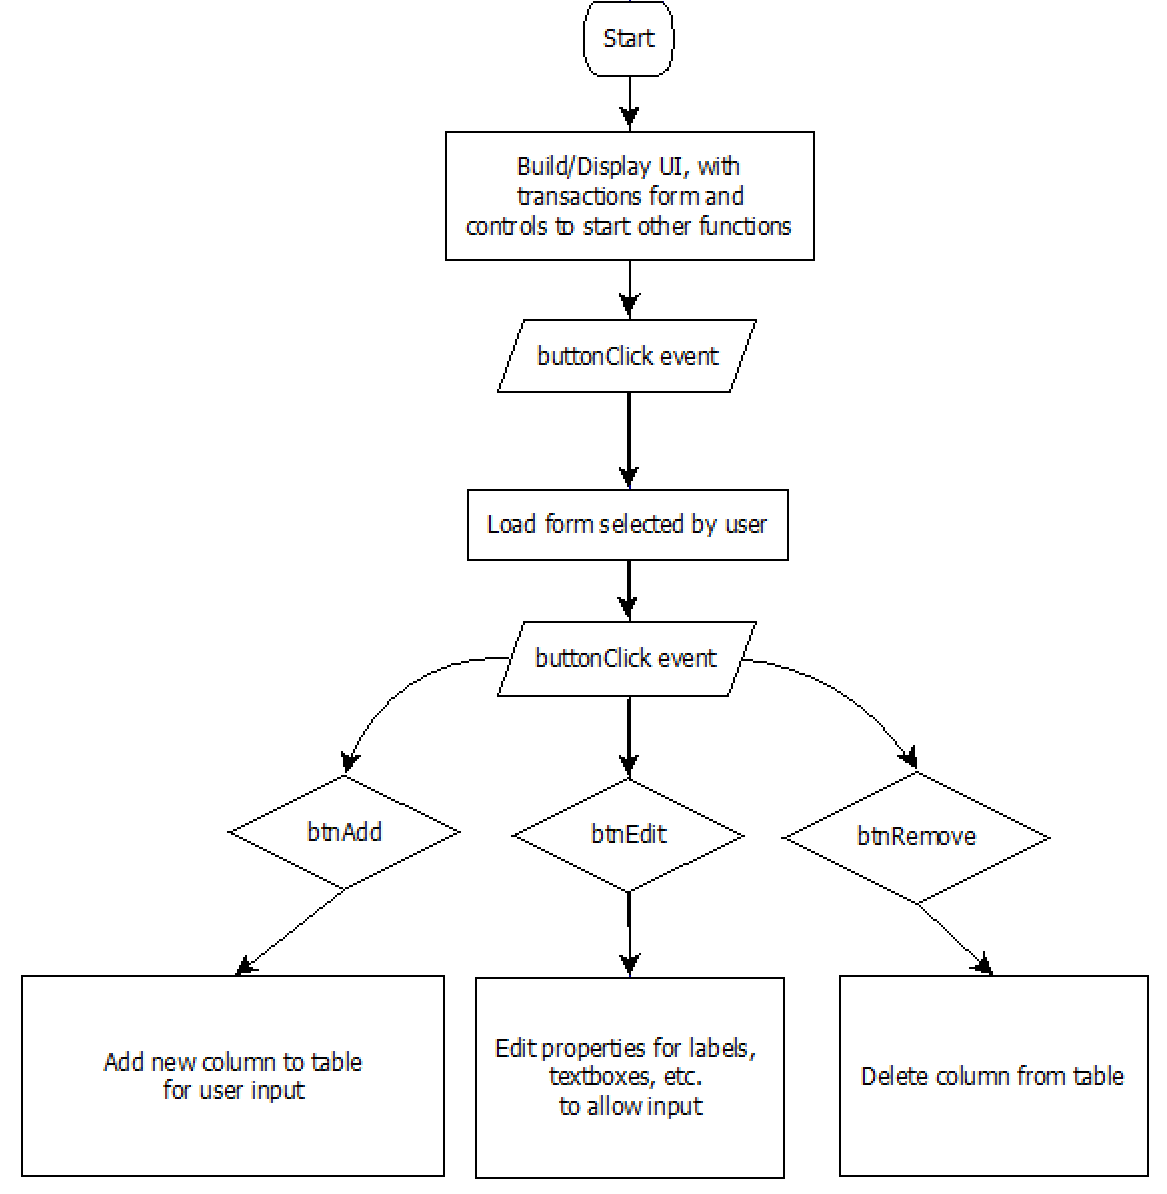 Start
Build/Display UI, with
transactions form and
controls to start other functions
buttonClick event
Load form selected by user
buttonClick event
btnAdd
btnEdit
btnRemove
Add new column to table
for user input
Edit properties for labels,
textboxes, etc.
to allow input
Delete column from table